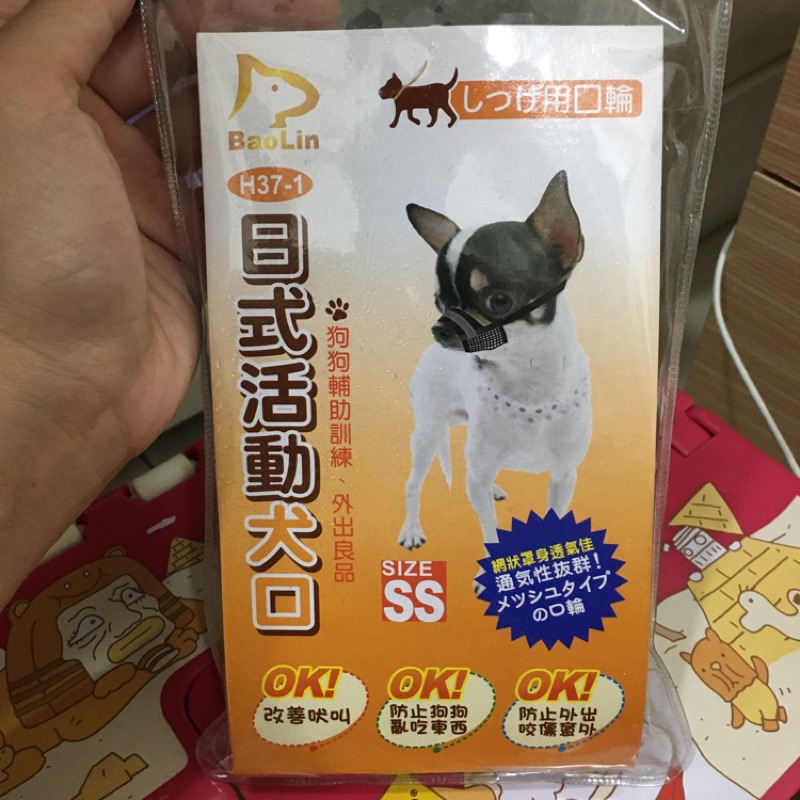 BaoLin
しつけ用口輪
H37-1
日式活動犬口
狗狗輔助訓練、外出良品
SIZE
SS
網狀罩身透氣佳
通気性抜群!
メッシュタイプ
の口輪
OK!
改善吠叫
OK!
防止狗狗
亂吃東西
OK!
防止外出
咬傷意外